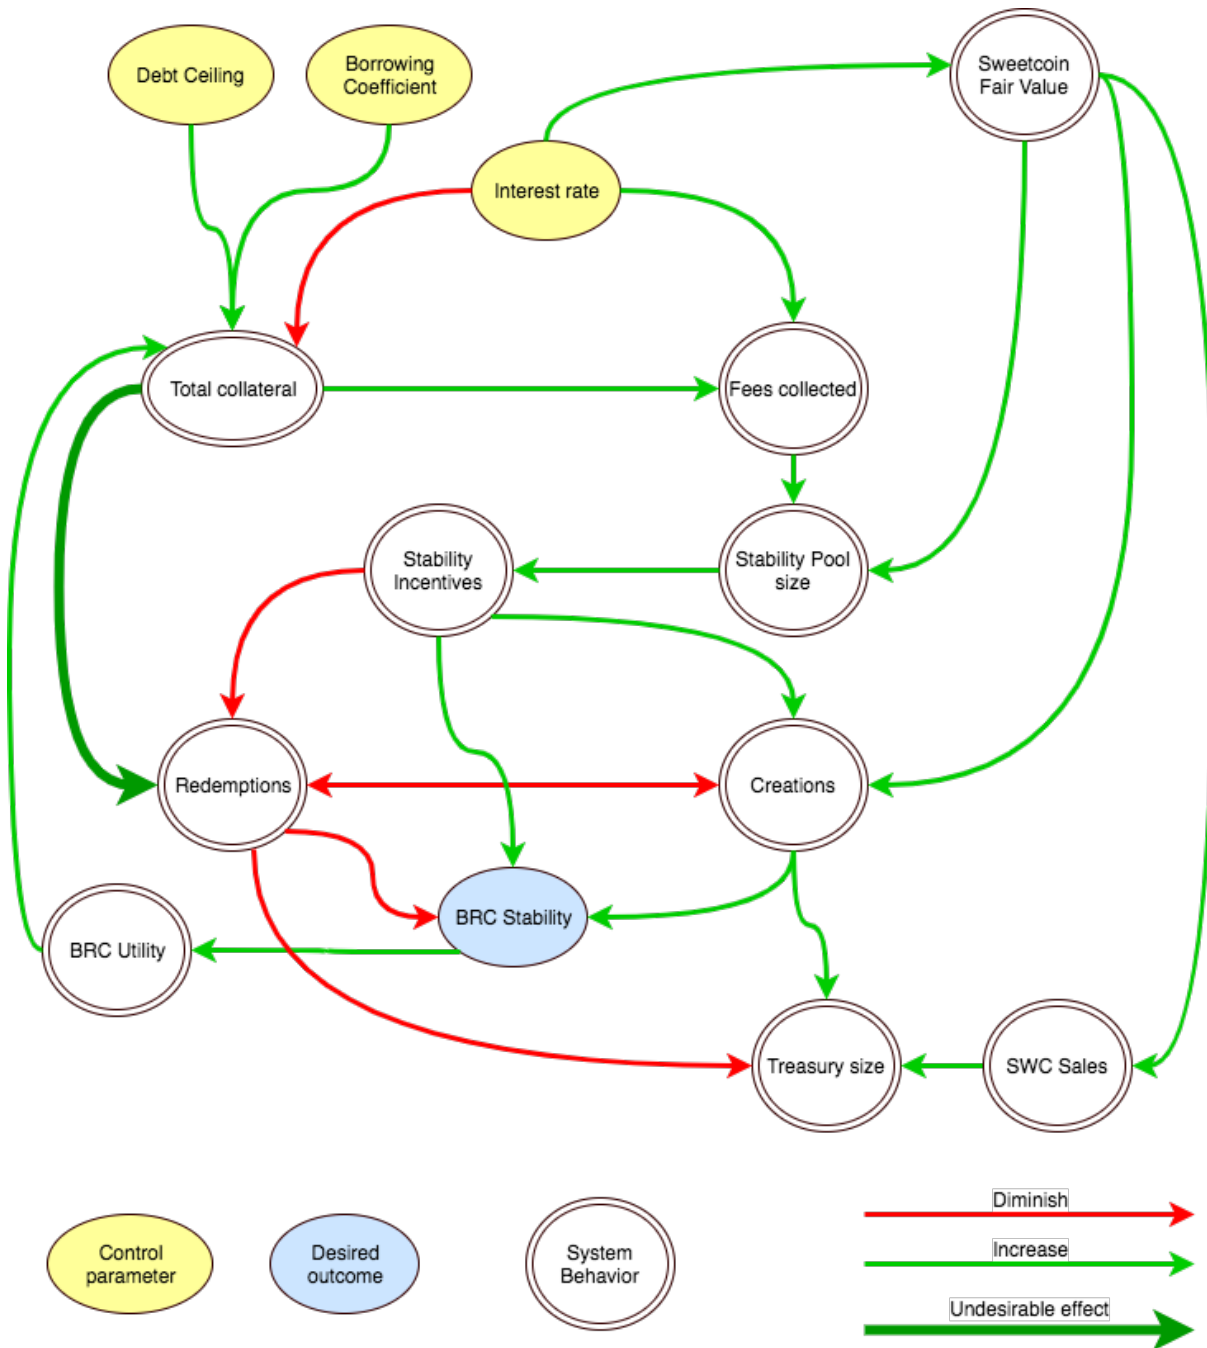 Debt Ceiling
Borrowing
Coefficient
Sweetcoin
Fair Value
Interest rate
Total collateral
Fees collected
Stability
Incentives
Stability Pool
size
Redemptions
Creations
BRC Stability
BRC Utility
Treasury size
SWC Sales
Control
parameter
Desired
outcome
System
Behavior
Diminish
Increase
Undesirable effect